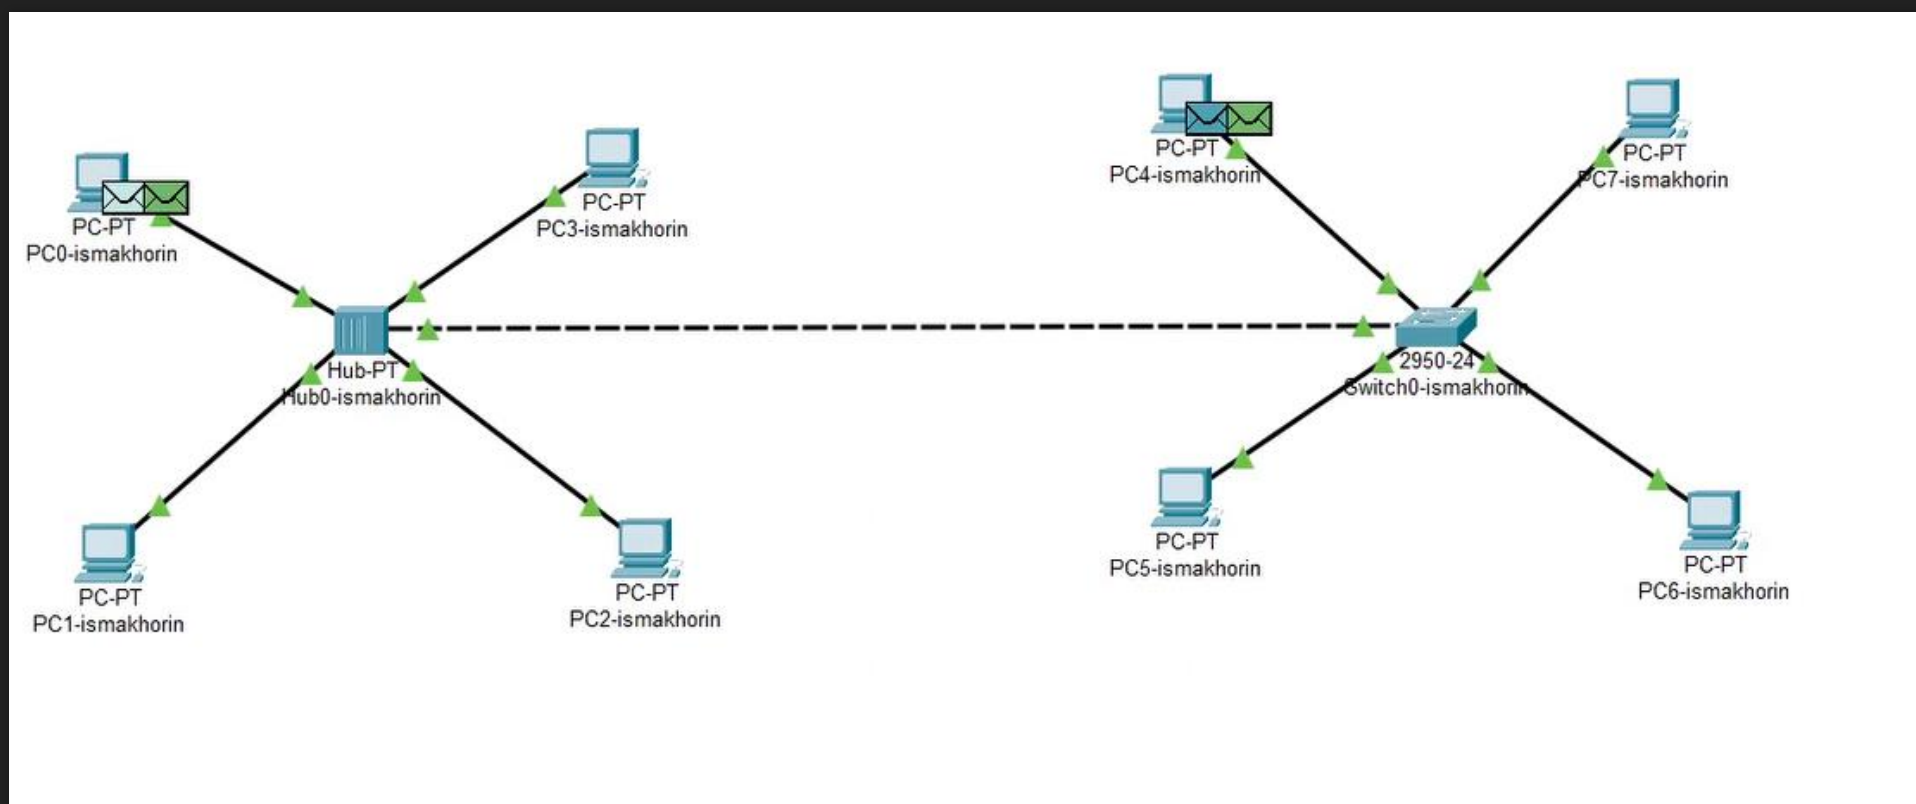 PC-PT
PC0-ismakhorin
PC-PT
PC3-ismakhorin
PC-PT
PC4-ismakhorin
PC-PT
PC7-ismakhorin
Hub-PT
Hub0-ismakhorin
2950-24
Switch0-ismakhorin
PC-PT
PC1-ismakhorin
PC-PT
PC2-ismakhorin
PC-PT
PC5-ismakhorin
PC-PT
PC6-ismakhorin